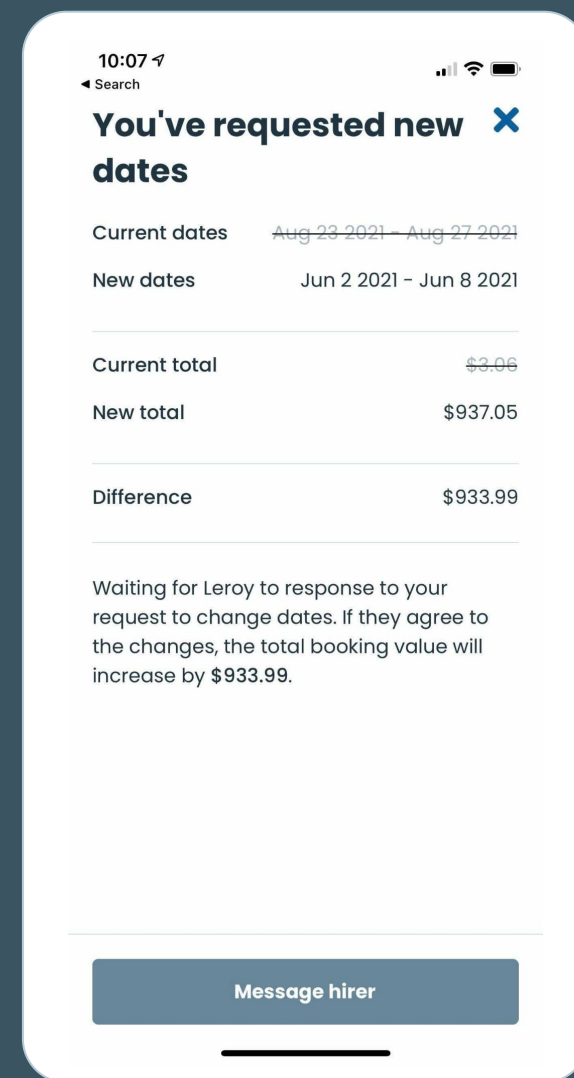 10:07
◀ Search
You've requested new
dates
Current dates Aug 23 2021 - Aug 27 2021
New dates Jun 2 2021 - Jun 8 2021
Current total $3.06
New total $937.05
Difference $933.99
Waiting for Leroy to response to your
request to change dates. If they agree to
the changes, the total booking value will
increase by $933.99.
Message hirer